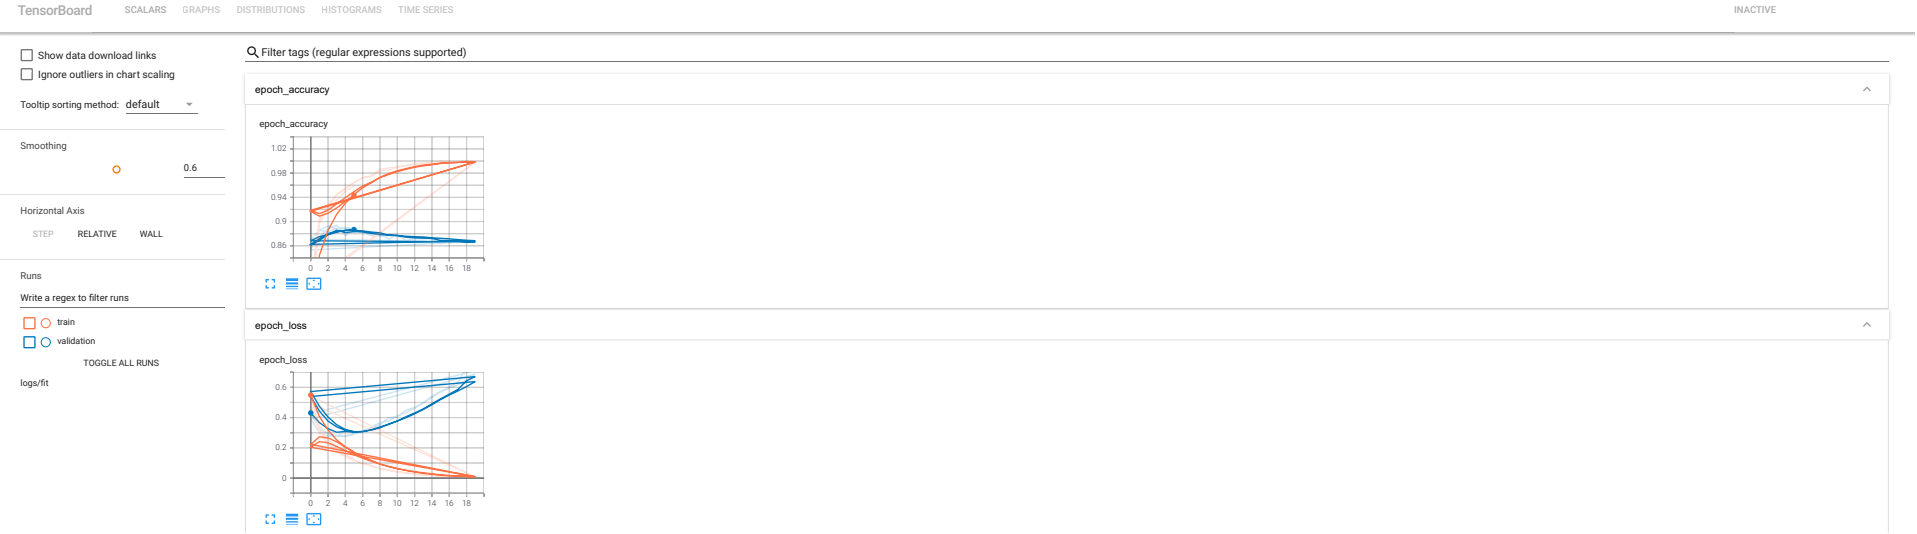 TensorBoard SCALARS GRAPHS DISTRIBUTIONS HISTOGRAMS TIME SERIES INACTIVE
Show data download links
Ignore outliers in chart scaling
Tooltip sorting method: default
Smoothing
0.6
Horizontal Axis
STEP RELATIVE WALL
Runs
Write a regex to filter runs
train
validation
TOGGLE ALL RUNS
logs/fit
Filter tags (regular expressions supported)
epoch_accuracy
epoch_accuracy
1.02
0.98
0.94
0.9
0.86
0 2 4 6 8 10 12 14 16 18
epoch_loss
epoch_loss
0.6
0.4
0.2
0
0 2 4 6 8 10 12 14 16 18